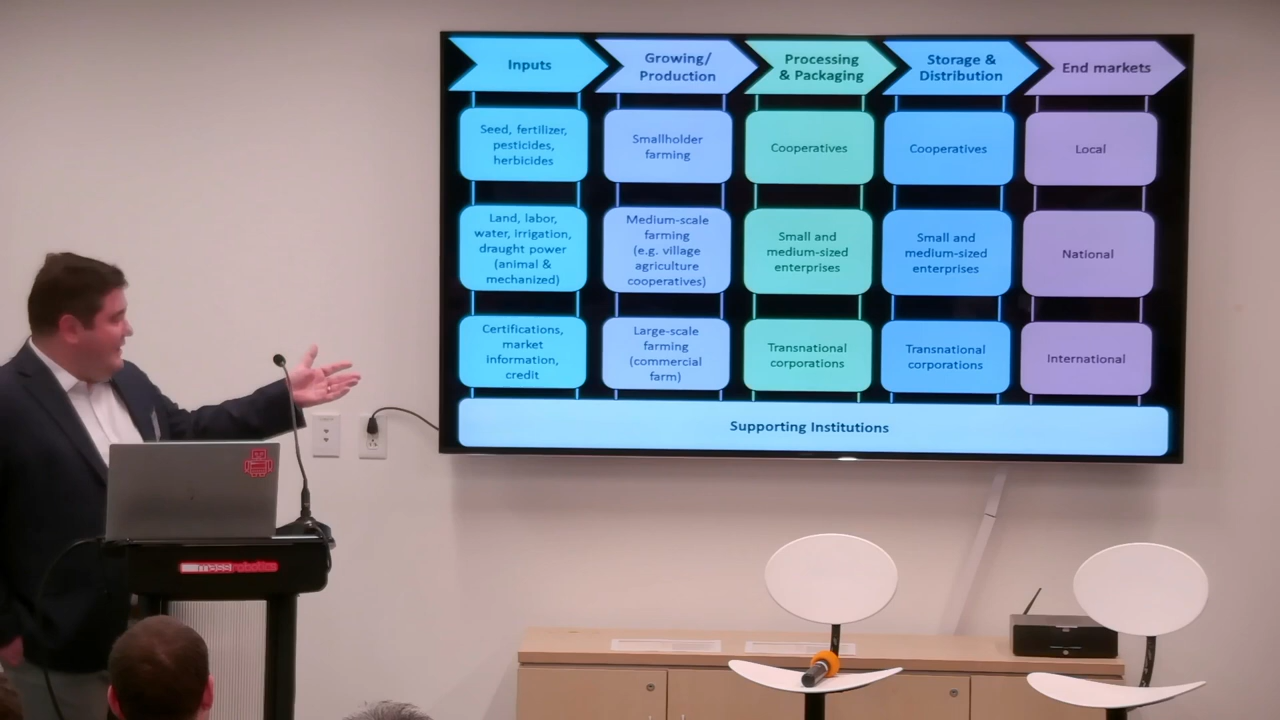 Inputs
Growing/
Production
Processing
& Packaging
Storage &
Distribution
End markets
Seed, fertilizer,
pesticides,
herbicides
Smallholder
farming
Cooperatives
Cooperatives
Local
Land, labor,
water, irrigation,
draught power
(animal &
mechanized)
Medium-scale
farming
(e.g. village
agriculture
cooperatives)
Small and
medium-sized
enterprises
Small and
medium-sized
enterprises
National
Certifications,
market
information,
credit
Large-scale
farming
(commercial
farm)
Transnational
corporations
Transnational
corporations
International
Supporting Institutions
massrobotics